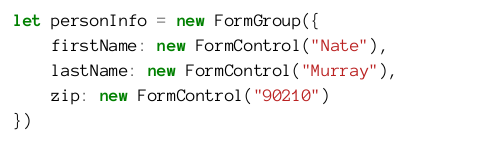 let personInfo = new FormGroup({
    firstName: new FormControl("Nate"),
    lastName: new FormControl("Murray"),
    zip: new FormControl("90210")
})